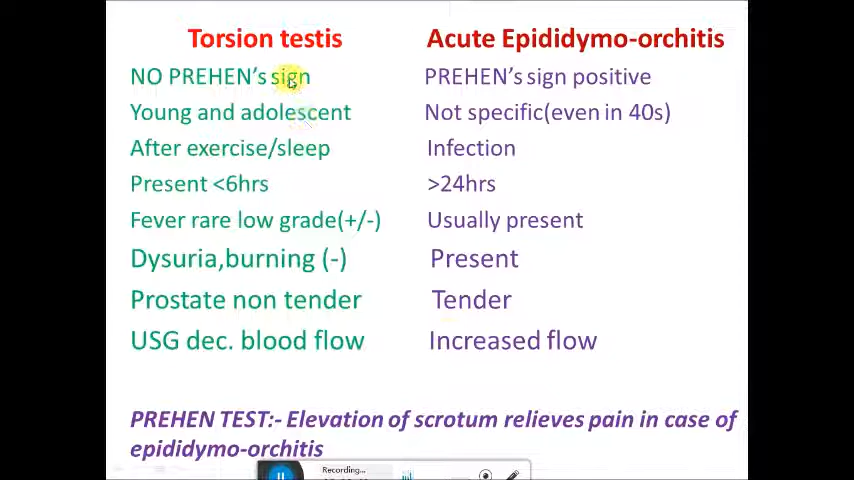 Torsion testis Acute Epididymo-orchitis
NO PREHEN's sign PREHEN's sign positive
Young and adolescent Not specific(even in 40s)
After exercise/sleep Infection
Present <6hrs >24hrs
Fever rare low grade(+/-) Usually present
Dysuria,burning (-) Present
Prostate non tender Tender
USG dec. blood flow Increased flow
PREHEN TEST:- Elevation of scrotum relieves pain in case of
epididymo-orchitis
Recording...